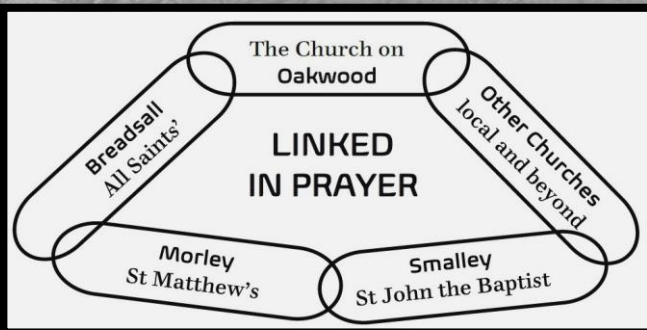 The Church on
Oakwood
Breadsall
All Saints’
Other Churches
local and beyond
LINKED
IN PRAYER
Morley
St Matthew’s
Smalley
St John the Baptist